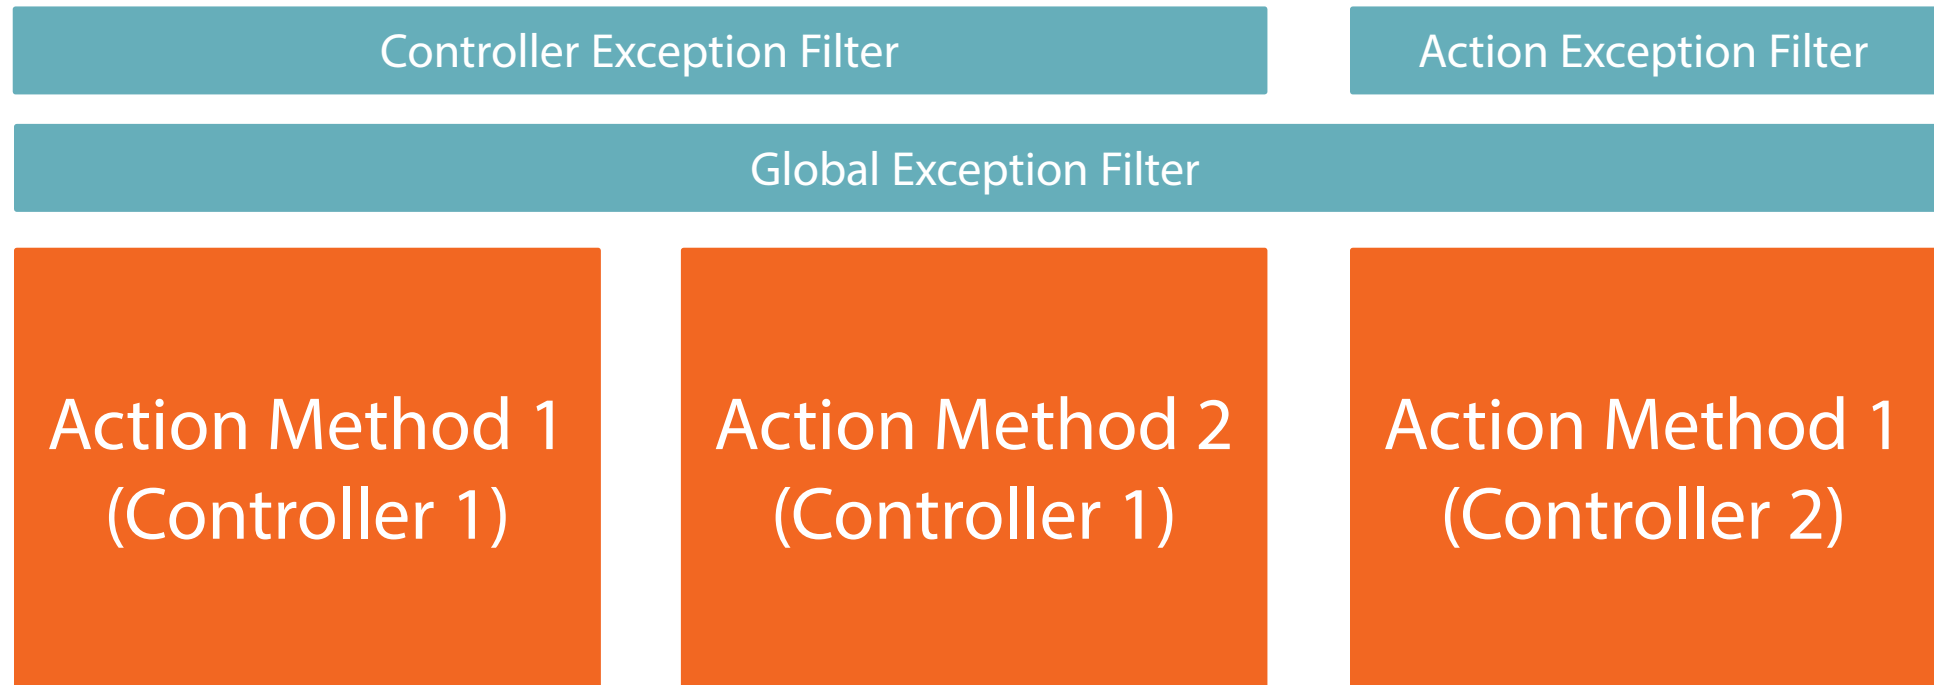 Controller Exception Filter
Action Exception Filter
Global Exception Filter
Action Method 1
(Controller 1)
Action Method 2
(Controller 1)
Action Method 1
(Controller 2)